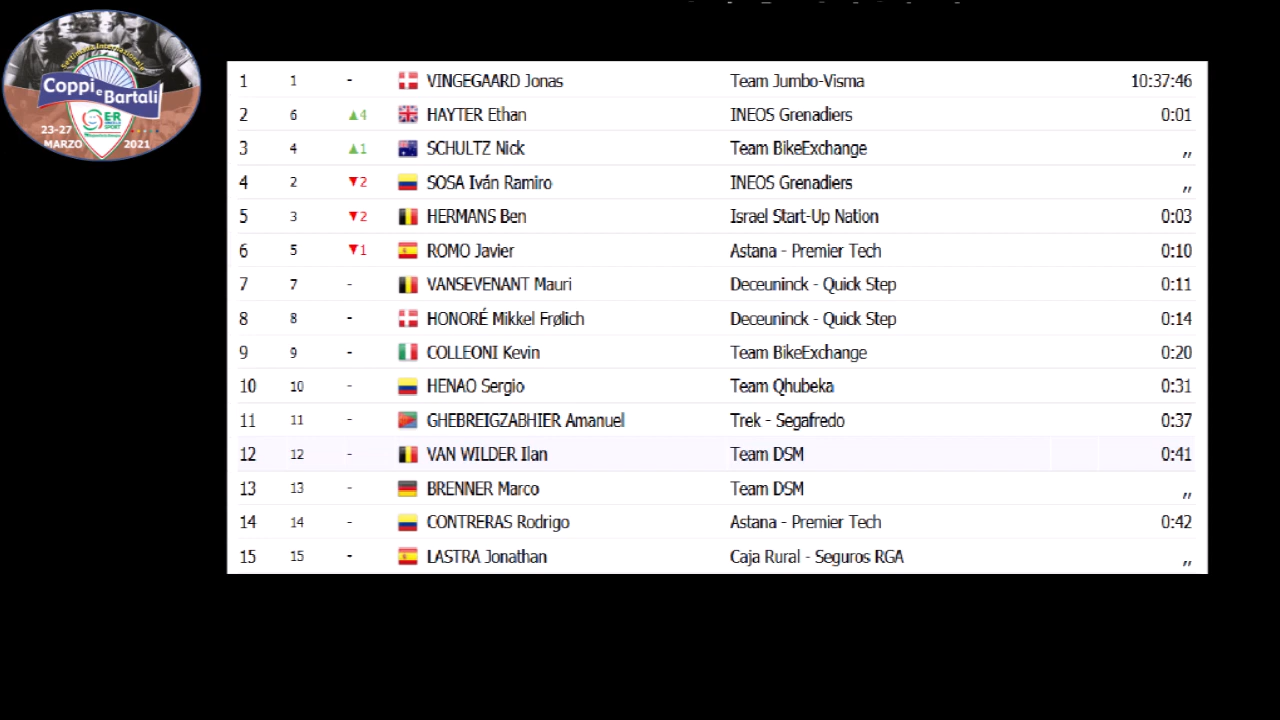 Settimana Internazionale
Coppi e Bartali
E·R
SPORT
23-27
MARZO 2021
1 1 - VINGEGAARD Jonas Team Jumbo-Visma 10:37:46
2 6 ▲4 HAYTER Ethan INEOS Grenadiers 0:01
3 4 ▲1 SCHULTZ Nick Team BikeExchange ,,
4 2 ▼2 SOSA Iván Ramiro INEOS Grenadiers ,,
5 3 ▼2 HERMANS Ben Israel Start-Up Nation 0:03
6 5 ▼1 ROMO Javier Astana - Premier Tech 0:10
7 7 - VANSEVENANT Mauri Deceuninck - Quick Step 0:11
8 8 - HONORÉ Mikkel Frølich Deceuninck - Quick Step 0:14
9 9 - COLLEONI Kevin Team BikeExchange 0:20
10 10 - HENAO Sergio Team Qhubeka 0:31
11 11 - GHEBREIGZABHIER Amanuel Trek - Segafredo 0:37
12 12 - VAN WILDER Ilan Team DSM 0:41
13 13 - BRENNER Marco Team DSM ,,
14 14 - CONTRERAS Rodrigo Astana - Premier Tech 0:42
15 15 - LASTRA Jonathan Caja Rural - Seguros RGA ,,